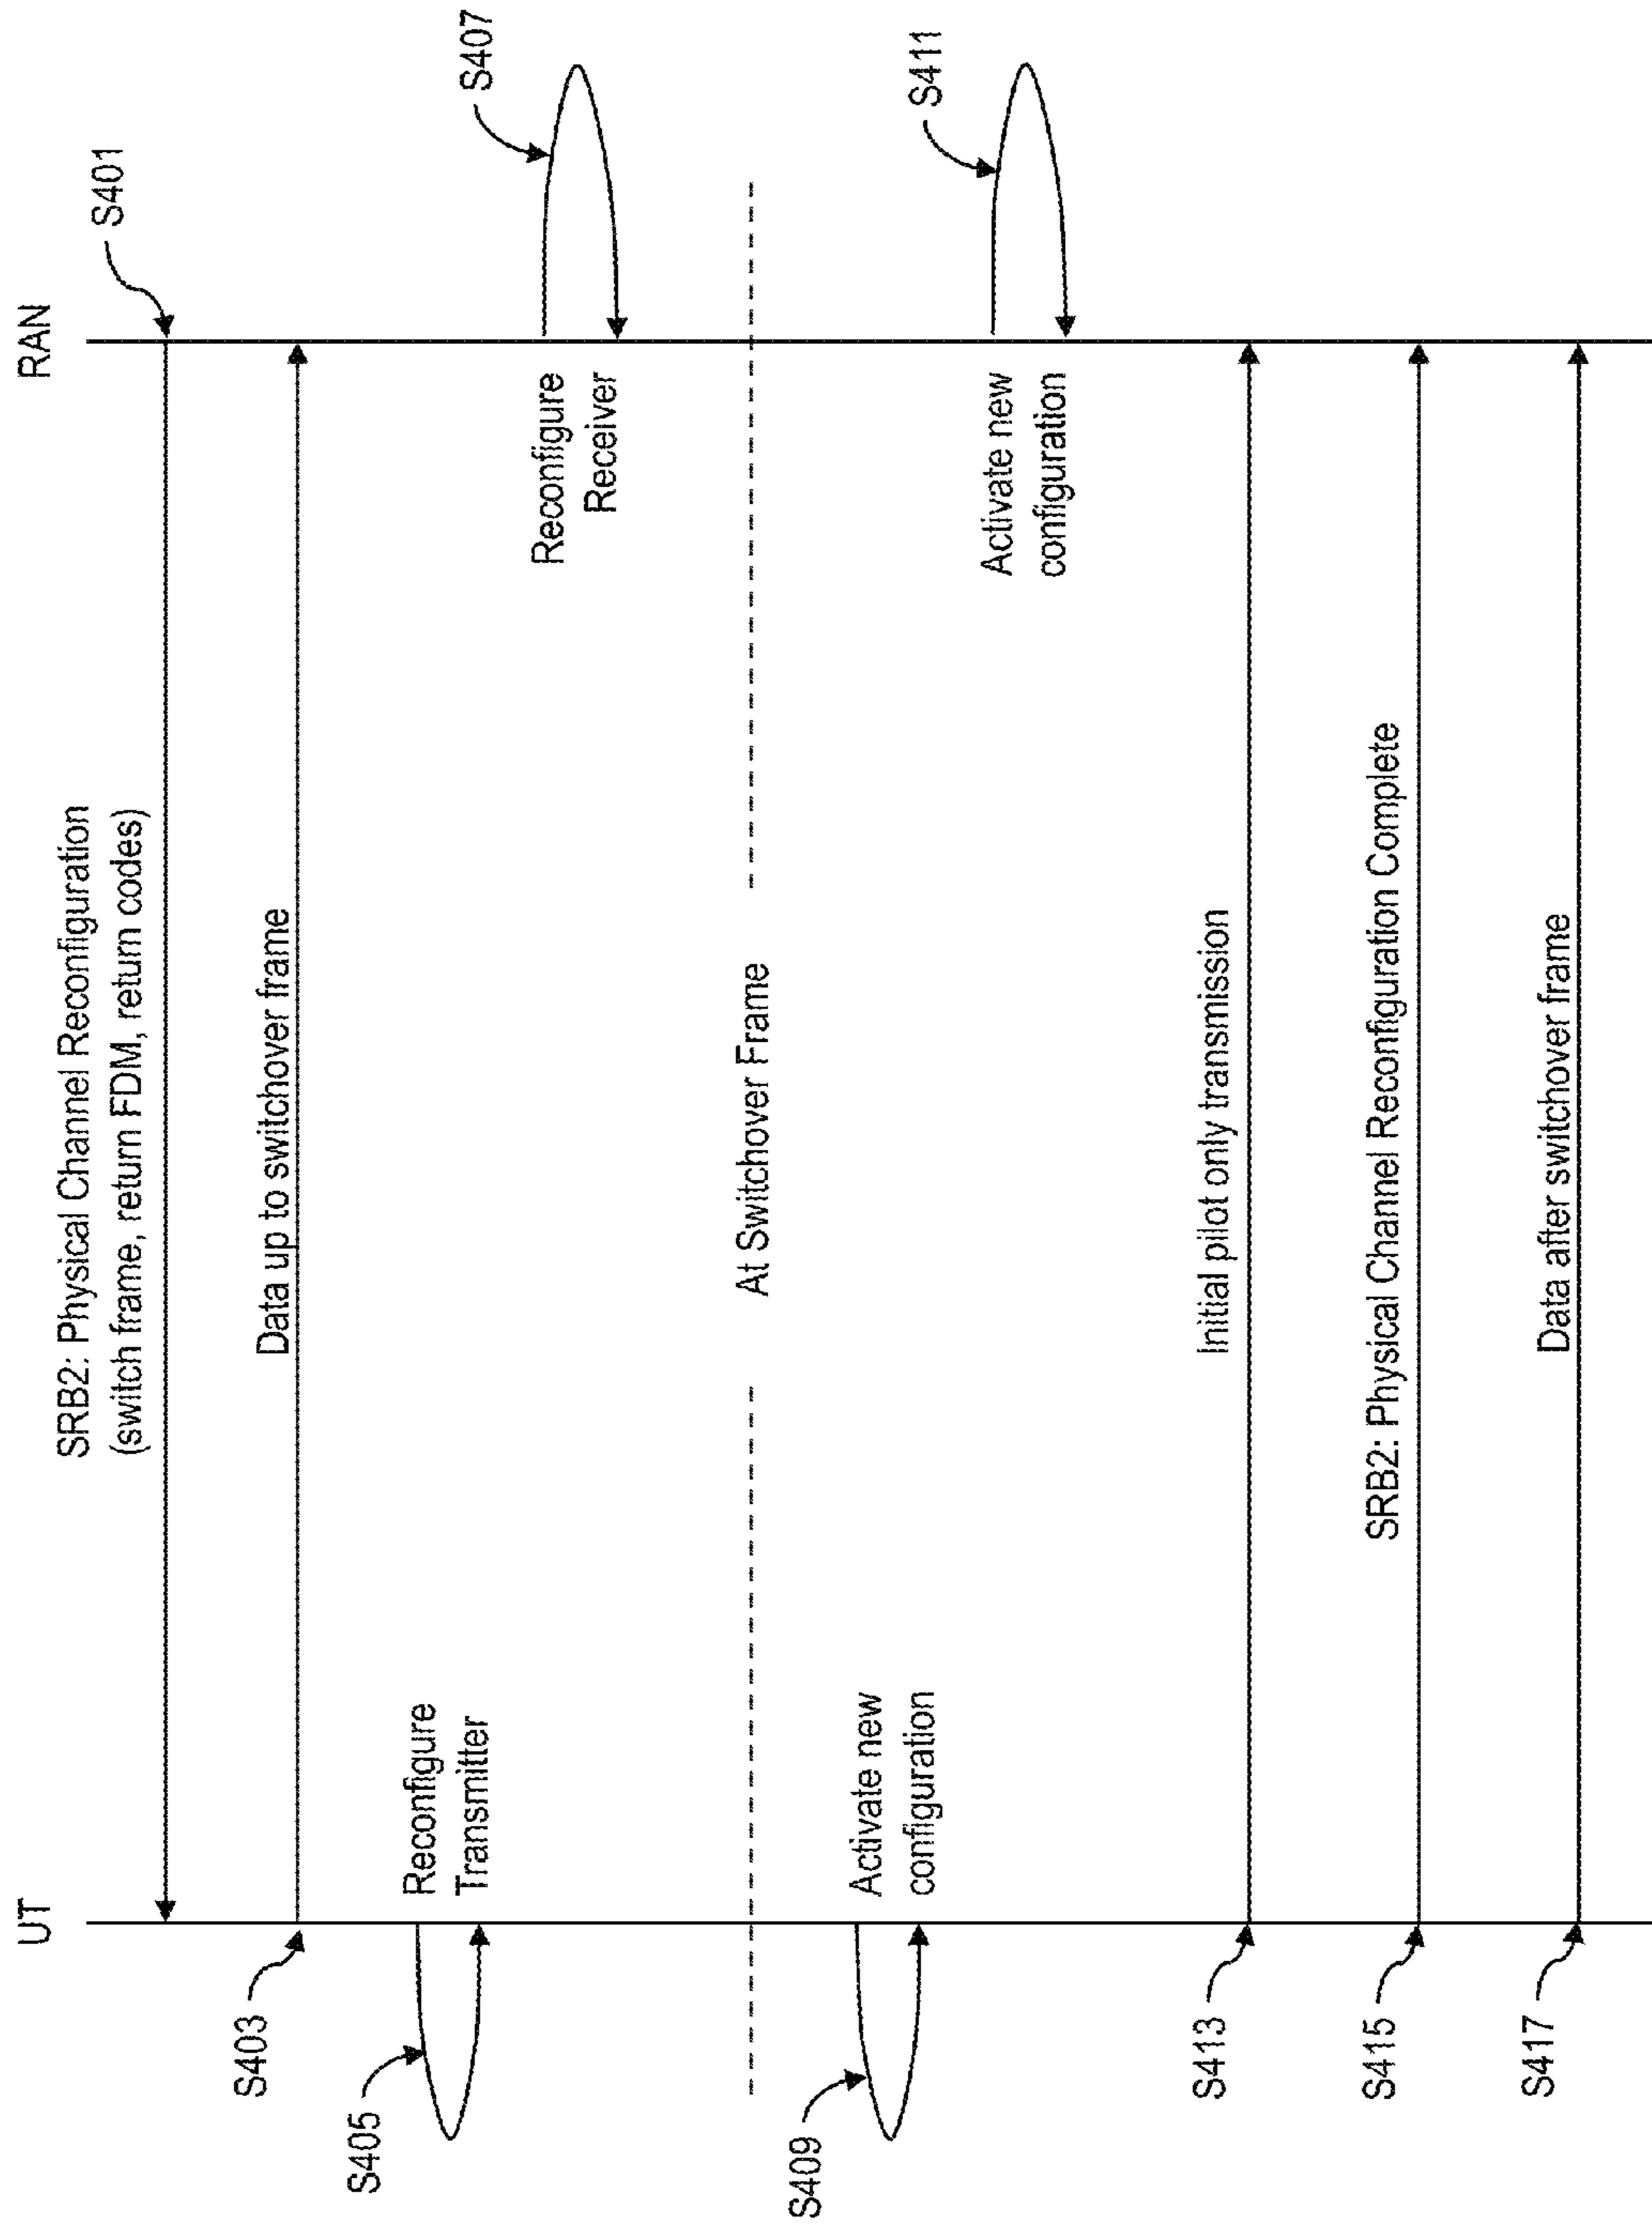 UT
RAN
S401
SRB2: Physical Channel Reconfiguration
(switch frame, return FDM, return codes)
S403
Data up to switchover frame
S405
Reconfigure
Transmitter
S407
Reconfigure
Receiver
At Switchover Frame
S409
Activate new
configuration
S411
Activate new
configuration
S413
Initial pilot only transmission
S415
SRB2: Physical Channel Reconfiguration Complete
S417
Data after switchover frame